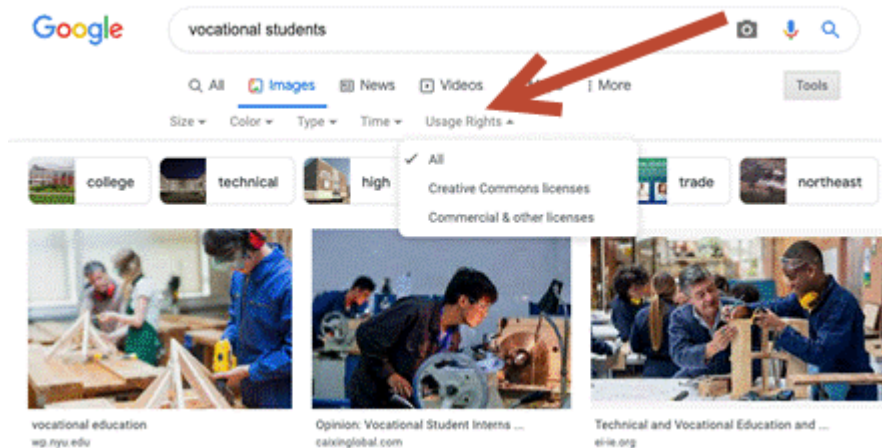 Google
vocational students
All Images News Videos More
Tools
Size Color Type Time Usage Rights
All
Creative Commons licenses
Commercial & other licenses
college technical high trade northeast
vocational education
wp.nyu.edu
Opinion: Vocational Student Interns ...
caixinglobal.com
Technical and Vocational Education and ...
ei-ie.org